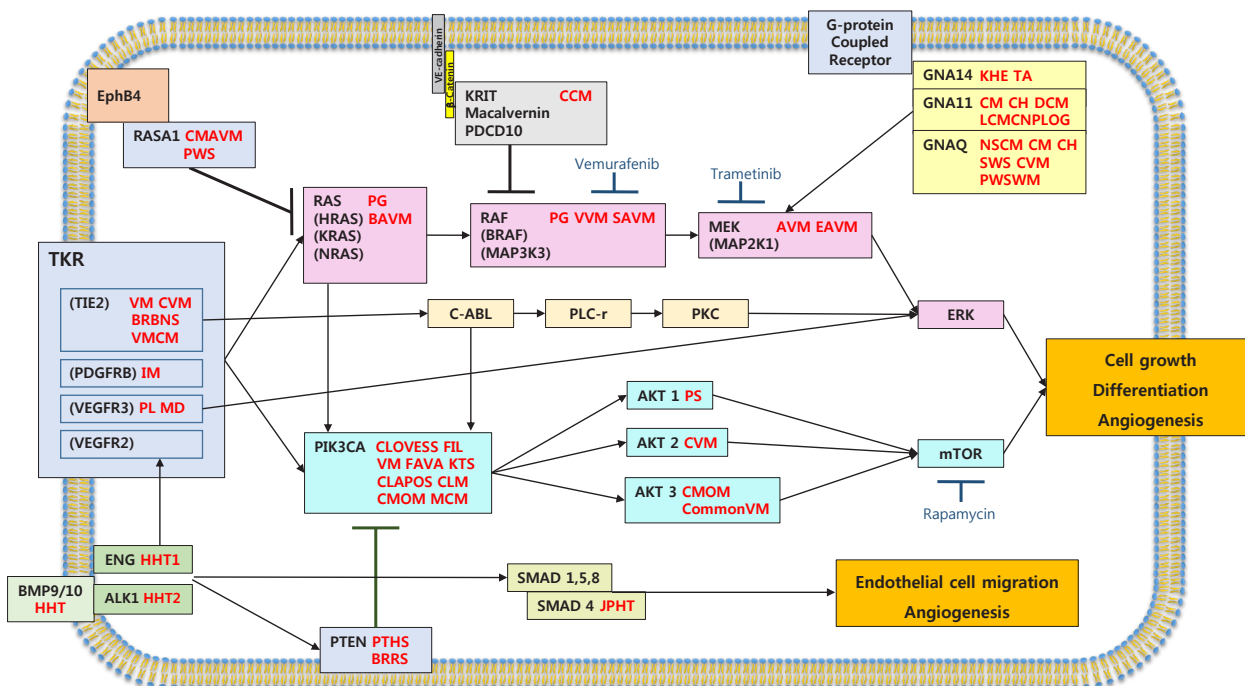 G-protein
Coupled
Receptor
VE-cadherin
β-Catenin
EphB4
RASA1 CMAVM
PWS
KRIT CCM
Macalvernin
PDCD10
GNA14 KHE TA
GNA11 CM CH DCM
LCMCNPLOG
GNAQ NSCM CM CH
SWS CVM
PWSWM
Vemurafenib
Trametinib
RAS PG
(HRAS) BAVM
(KRAS)
(NRAS)
RAF PG VVM SAVM
(BRAF)
(MAP3K3)
MEK AVM EAVM
(MAP2K1)
TKR
(TIE2) VM CVM
BRBNS
VMCM
(PDGFRB) IM
(VEGFR3) PL MD
(VEGFR2)
C-ABL
PLC-r
PKC
ERK
Cell growth
Differentiation
Angiogenesis
PIK3CA CLOVESS FIL
VM FAVA KTS
CLAPOS CLM
CMOM MCM
AKT 1 PS
AKT 2 CVM
AKT 3 CMOM
CommonVM
mTOR
Rapamycin
ENG HHT1
BMP9/10
HHT
ALK1 HHT2
SMAD 1,5,8
SMAD 4 JPHT
Endothelial cell migration
Angiogenesis
PTEN PTHS
BRRS